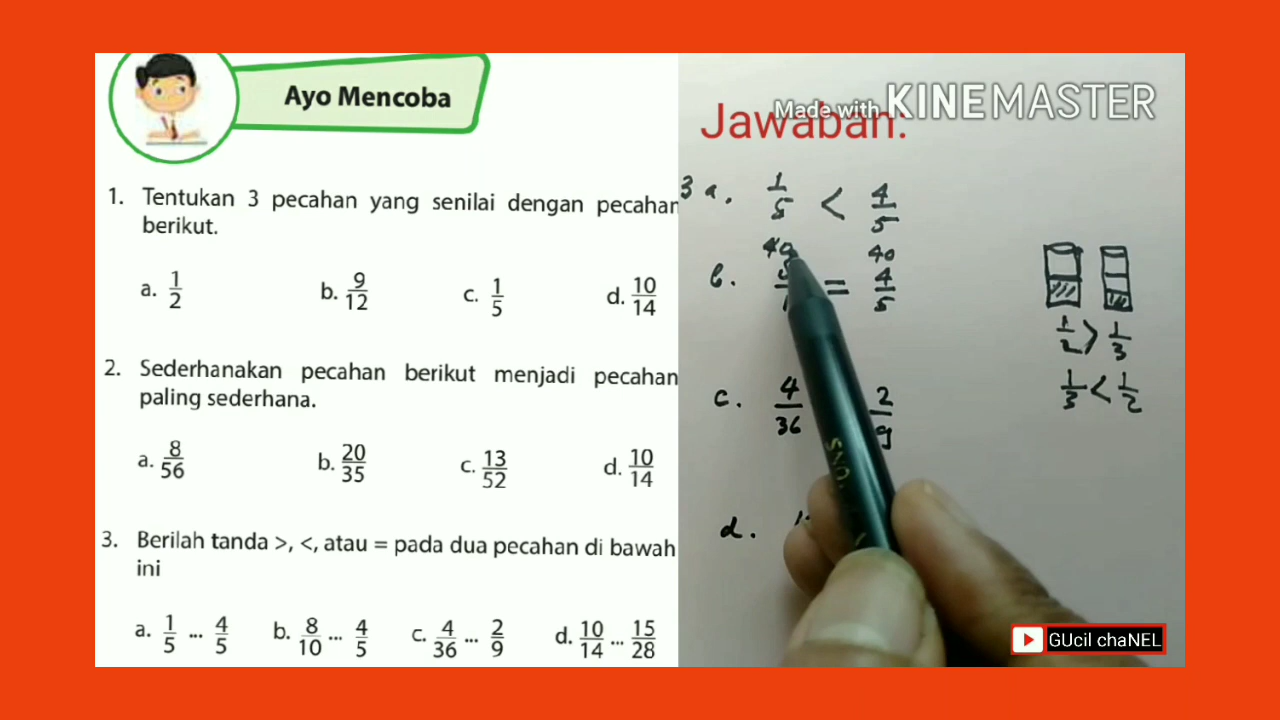 Ayo Mencoba
1. Tentukan 3 pecahan yang senilai dengan pecahan
berikut.
a. 1/2 b. 9/12 c. 1/5 d. 10/14
2. Sederhanakan pecahan berikut menjadi pecahan
paling sederhana.
a. 8/56 b. 20/35 c. 13/52 d. 10/14
3. Berilah tanda >, <, atau = pada dua pecahan di bawah
ini
a. 1/5 ... 4/5 b. 8/10 ... 4/5 c. 4/36 ... 2/9 d. 10/14 ... 15/28
Made with KINEMASTER
Jawaban:
3 a. 1/5 < 4/5
40 40
b. = 4/5
1/2 > 1/3
1/3 < 1/2
c. 4/36 2/9
d.
SNO.
GUcil chaNEL